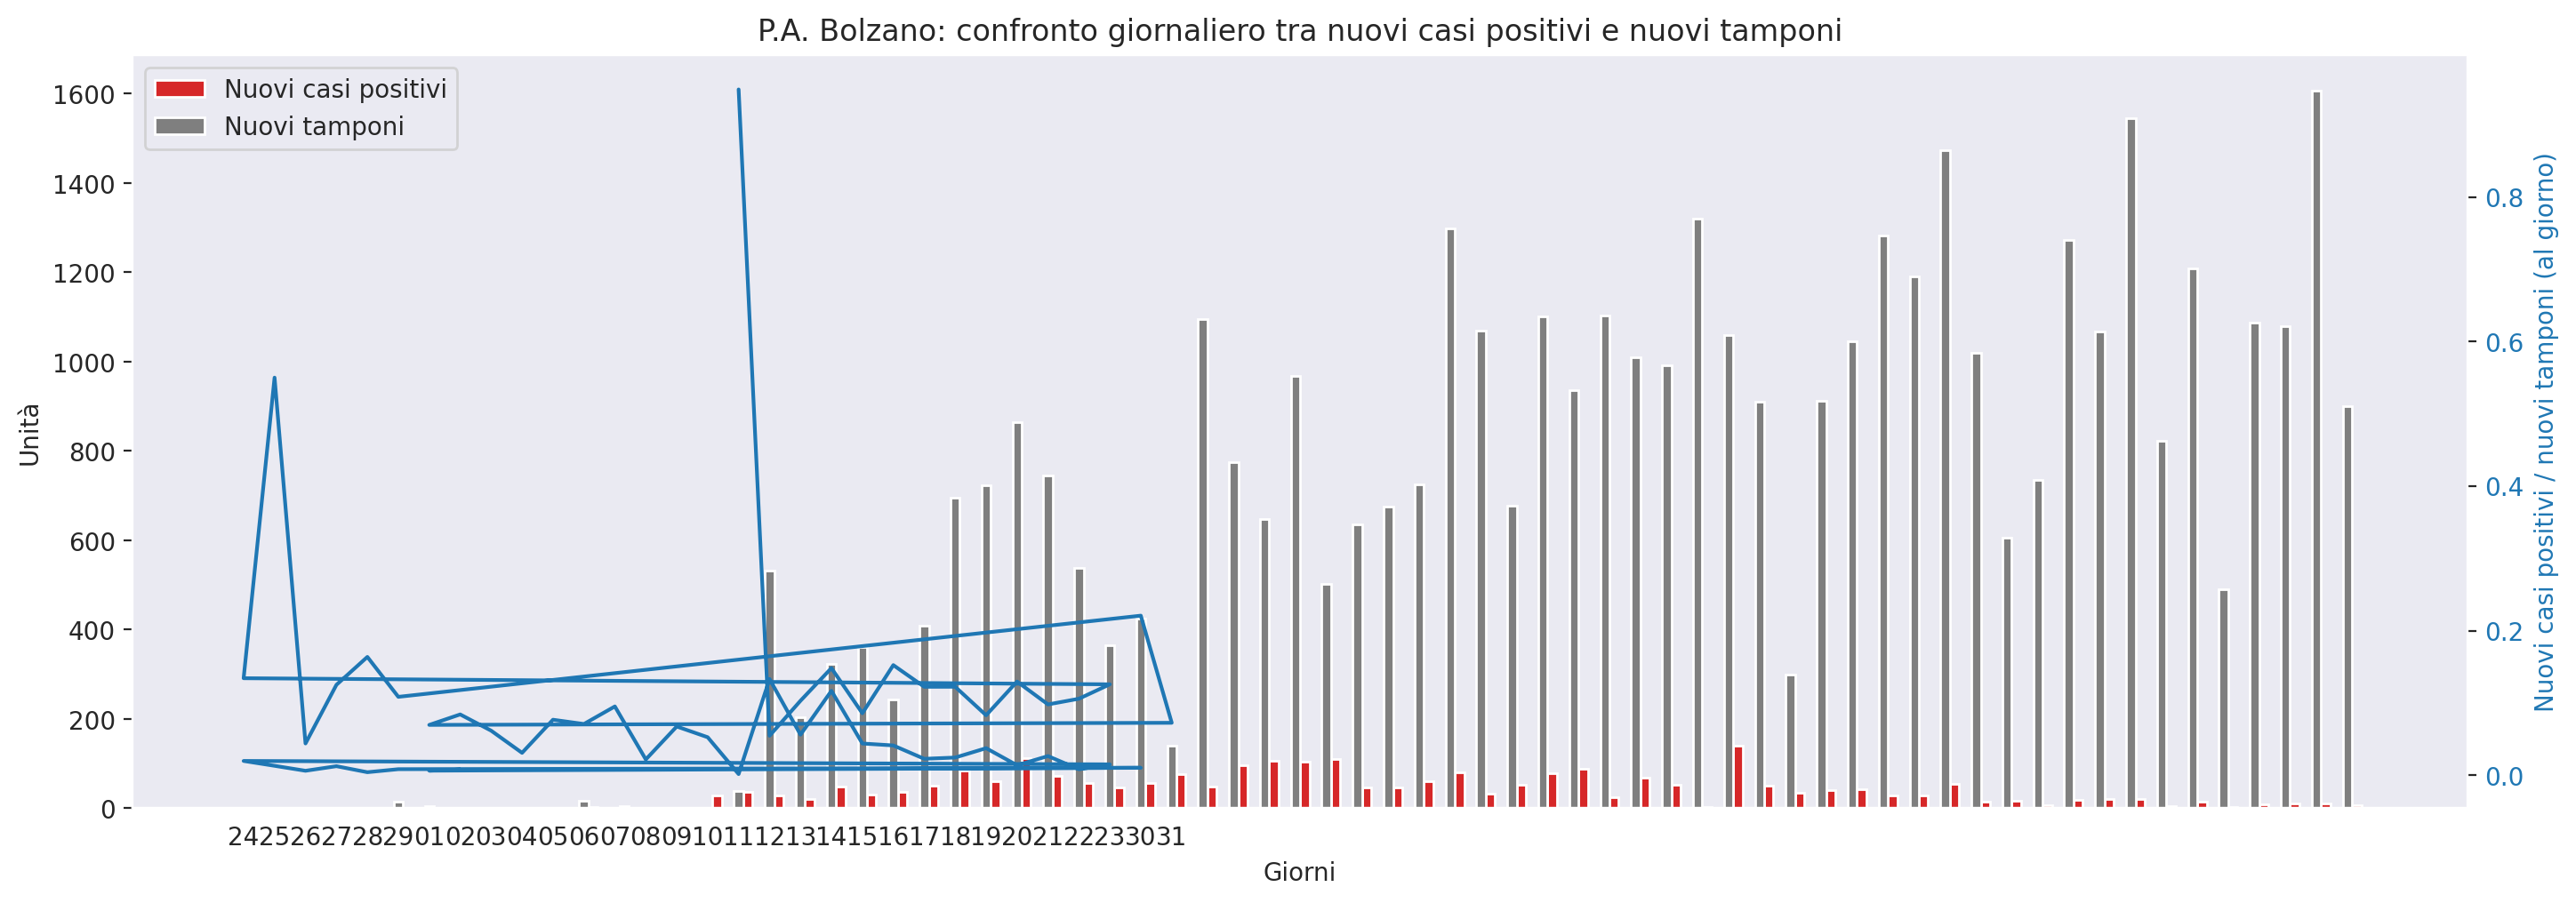 P.A. Bolzano: confronto giornaliero tra nuovi casi positivi e nuovi tamponi
Nuovi casi positivi
Nuovi tamponi
1600
1400
1200
1000
800
600
400
200
0
Unità
0.8
0.6
0.4
0.2
0.0
Nuovi casi positivi / nuovi tamponi (al giorno)
24252627282901020304050607080910111213141516171819202122233031
Giorni